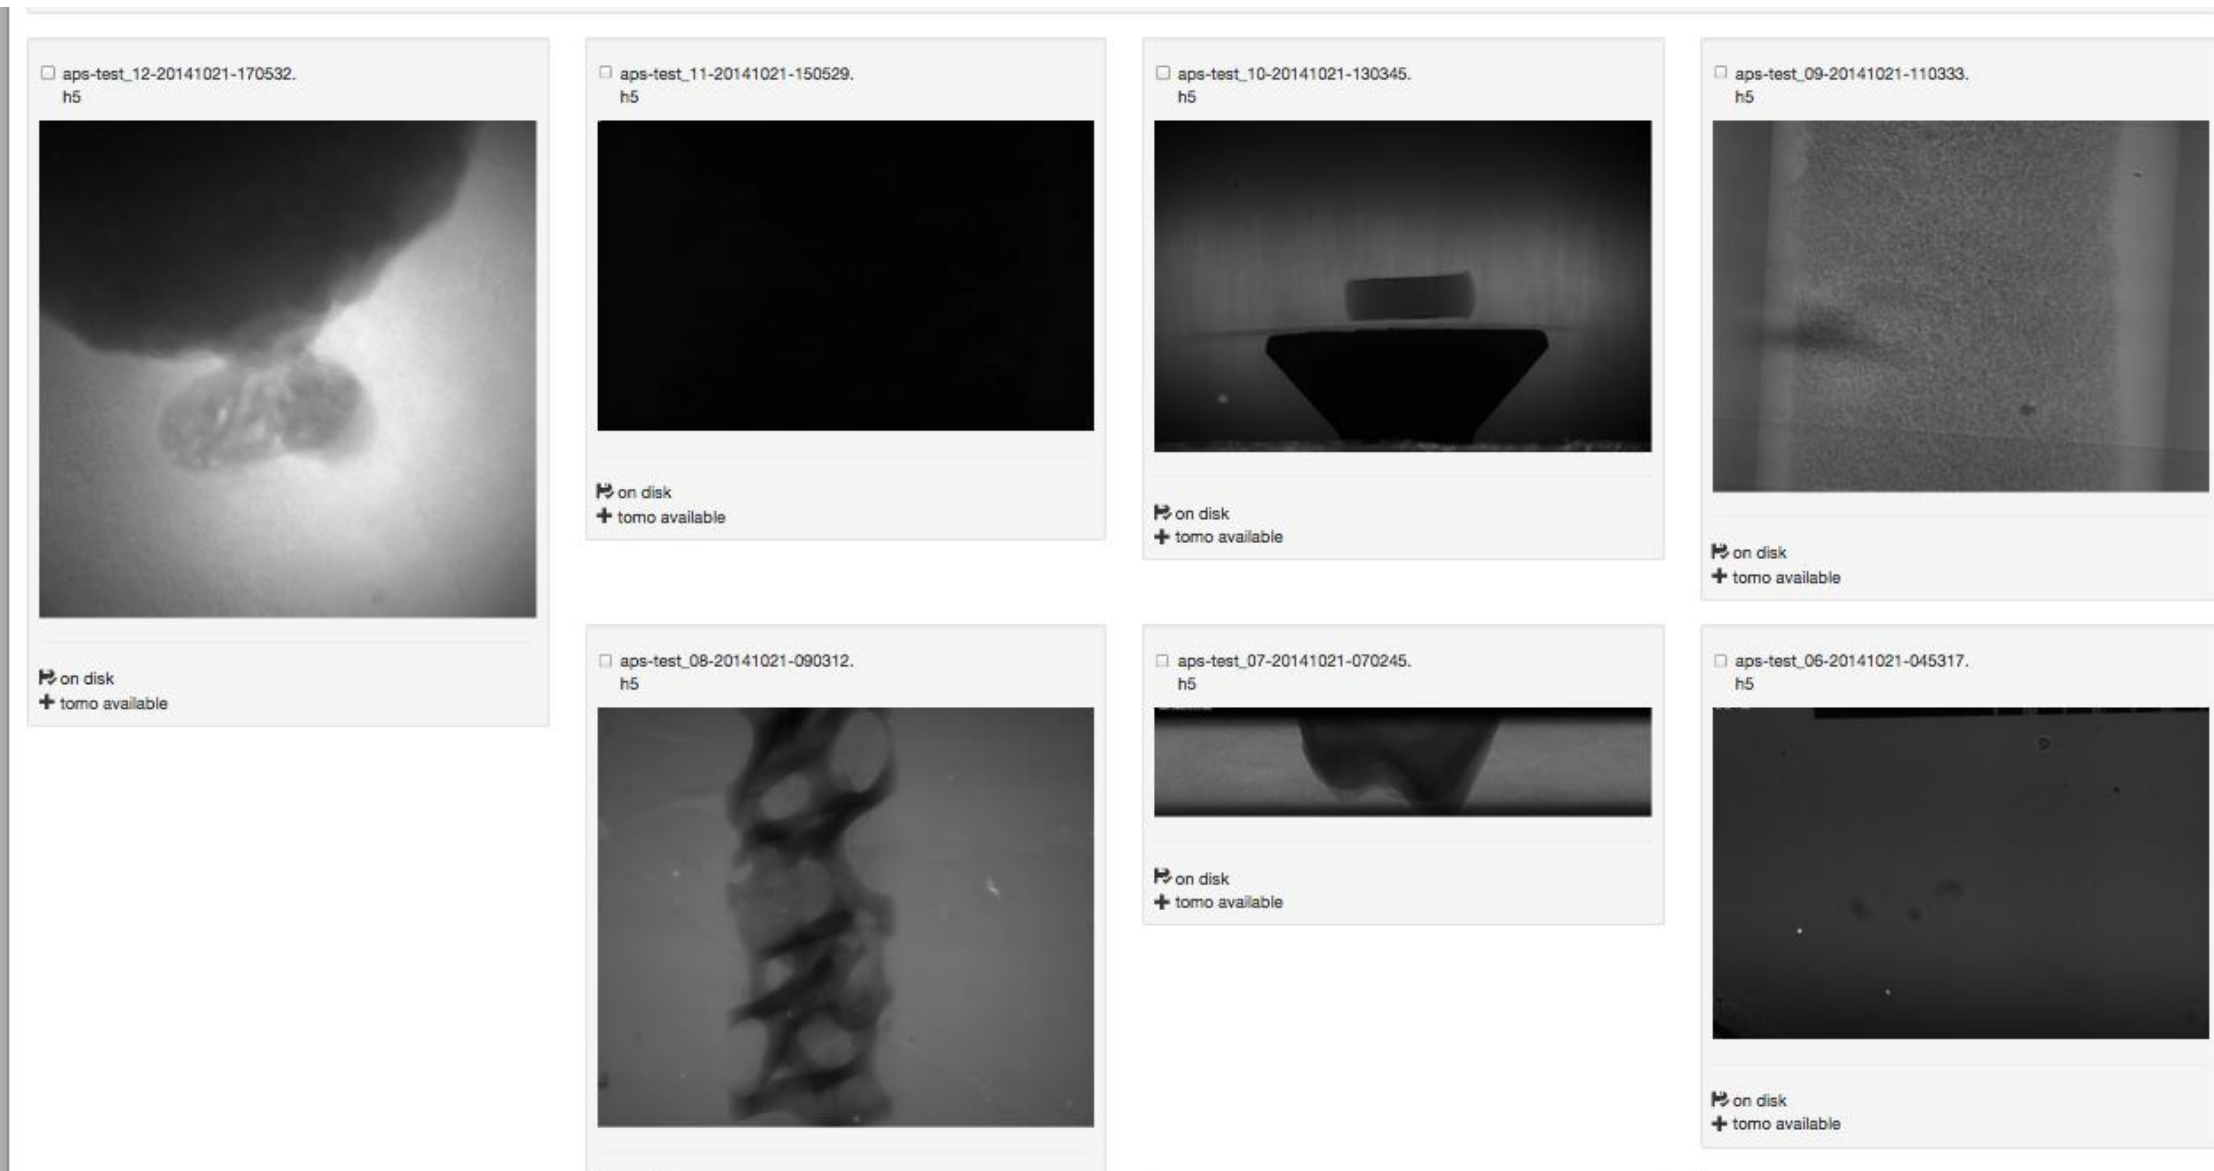 aps-test_12-20141021-170532.
h5
on disk
tomo available
aps-test_11-20141021-150529.
h5
on disk
tomo available
aps-test_10-20141021-130345.
h5
on disk
tomo available
aps-test_09-20141021-110333.
h5
on disk
tomo available
aps-test_08-20141021-090312.
h5
aps-test_07-20141021-070245.
h5
on disk
tomo available
aps-test_06-20141021-045317.
h5
on disk
tomo available